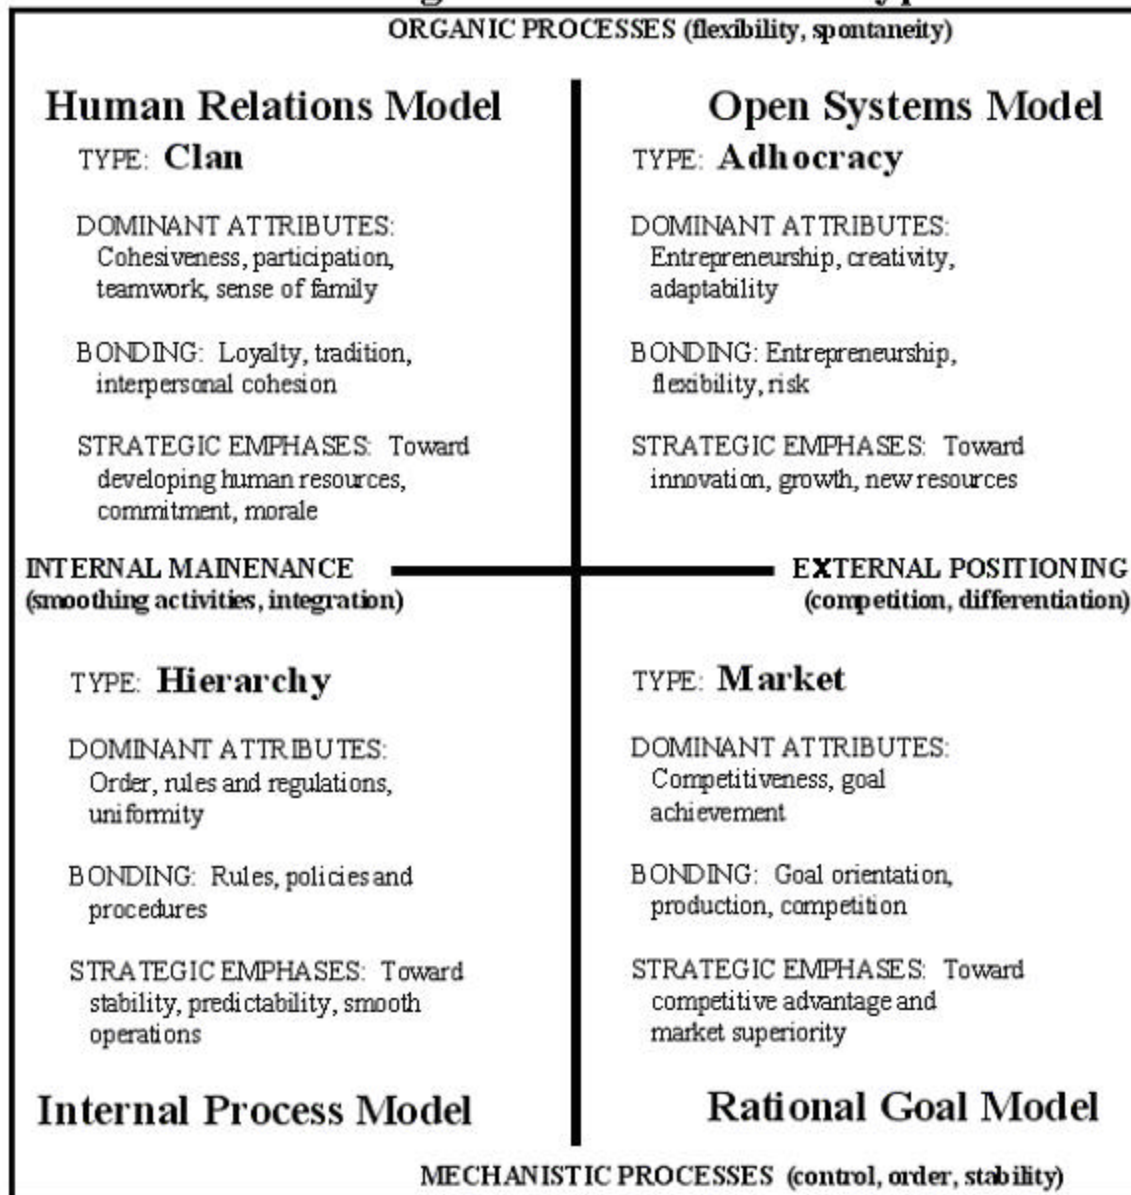 ORGANIC PROCESSES (flexibility, spontaneity)
Human Relations Model
TYPE: Clan
DOMINANT ATTRIBUTES:
Cohesiveness, participation,
teamwork, sense of family
BONDING: Loyalty, tradition,
interpersonal cohesion
STRATEGIC EMPHASES: Toward
developing human resources,
commitment, morale
Open Systems Model
TYPE: Adhocracy
DOMINANT ATTRIBUTES:
Entrepreneurship, creativity,
adaptability
BONDING: Entrepreneurship,
flexibility, risk
STRATEGIC EMPHASES: Toward
innovation, growth, new resources
INTERNAL MAINENANCE
(smoothing activities, integration)
EXTERNAL POSITIONING
(competition, differentiation)
TYPE: Hierarchy
DOMINANT ATTRIBUTES:
Order, rules and regulations,
uniformity
BONDING: Rules, policies and
procedures
STRATEGIC EMPHASES: Toward
stability, predictability, smooth
operations
Internal Process Model
TYPE: Market
DOMINANT ATTRIBUTES:
Competitiveness, goal
achievement
BONDING: Goal orientation,
production, competition
STRATEGIC EMPHASES: Toward
competitive advantage and
market superiority
Rational Goal Model
MECHANISTIC PROCESSES (control, order, stability)